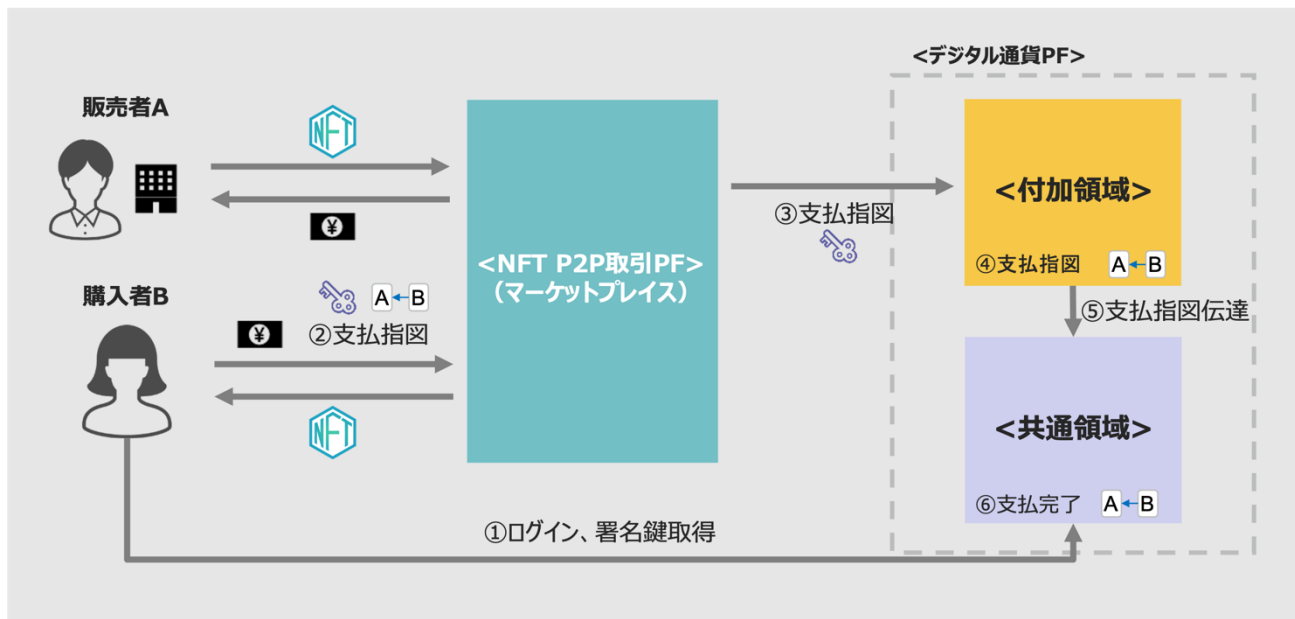 <デジタル通貨PF>
販売者A
NFT
¥
購入者B
A B
¥
②支払指図
NFT
<NFT P2P取引PF>
（マーケットプレイス）
③支払指図
<付加領域>
④支払指図 A B
⑤支払指図伝達
<共通領域>
⑥支払完了 A B
①ログイン、署名鍵取得